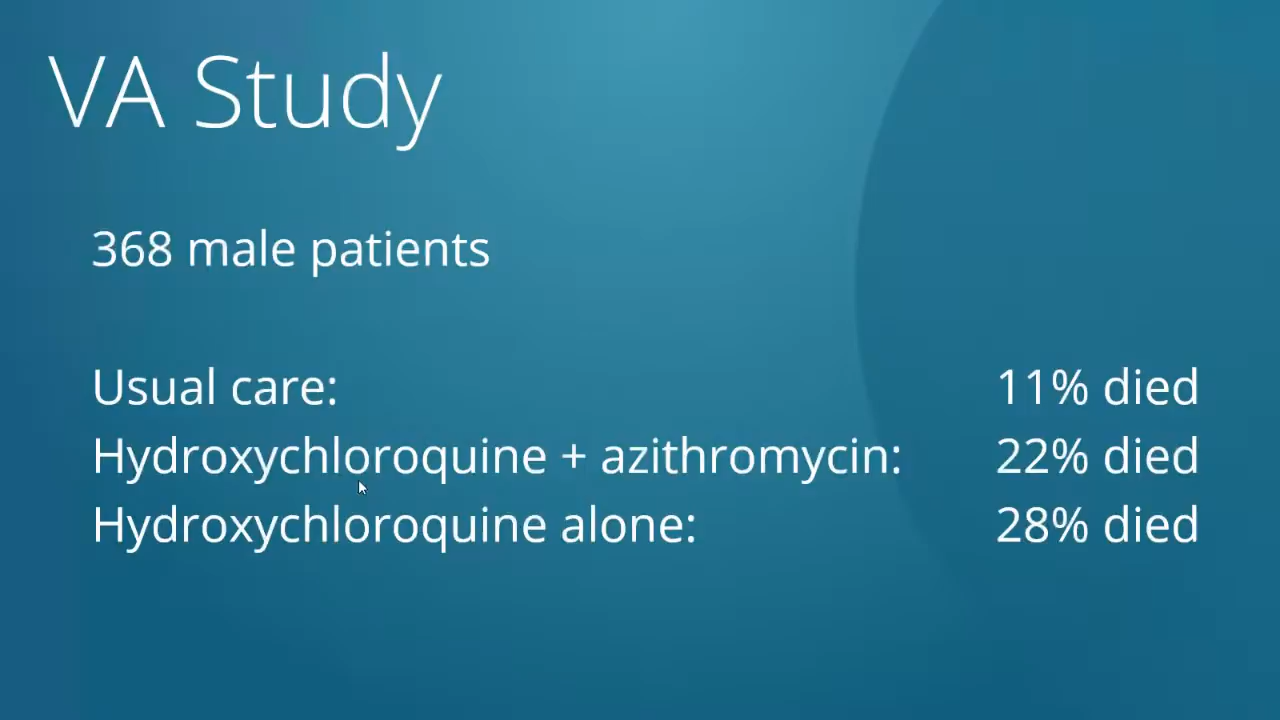 VA Study
368 male patients
Usual care: 11% died
Hydroxychloroquine + azithromycin: 22% died
Hydroxychloroquine alone: 28% died